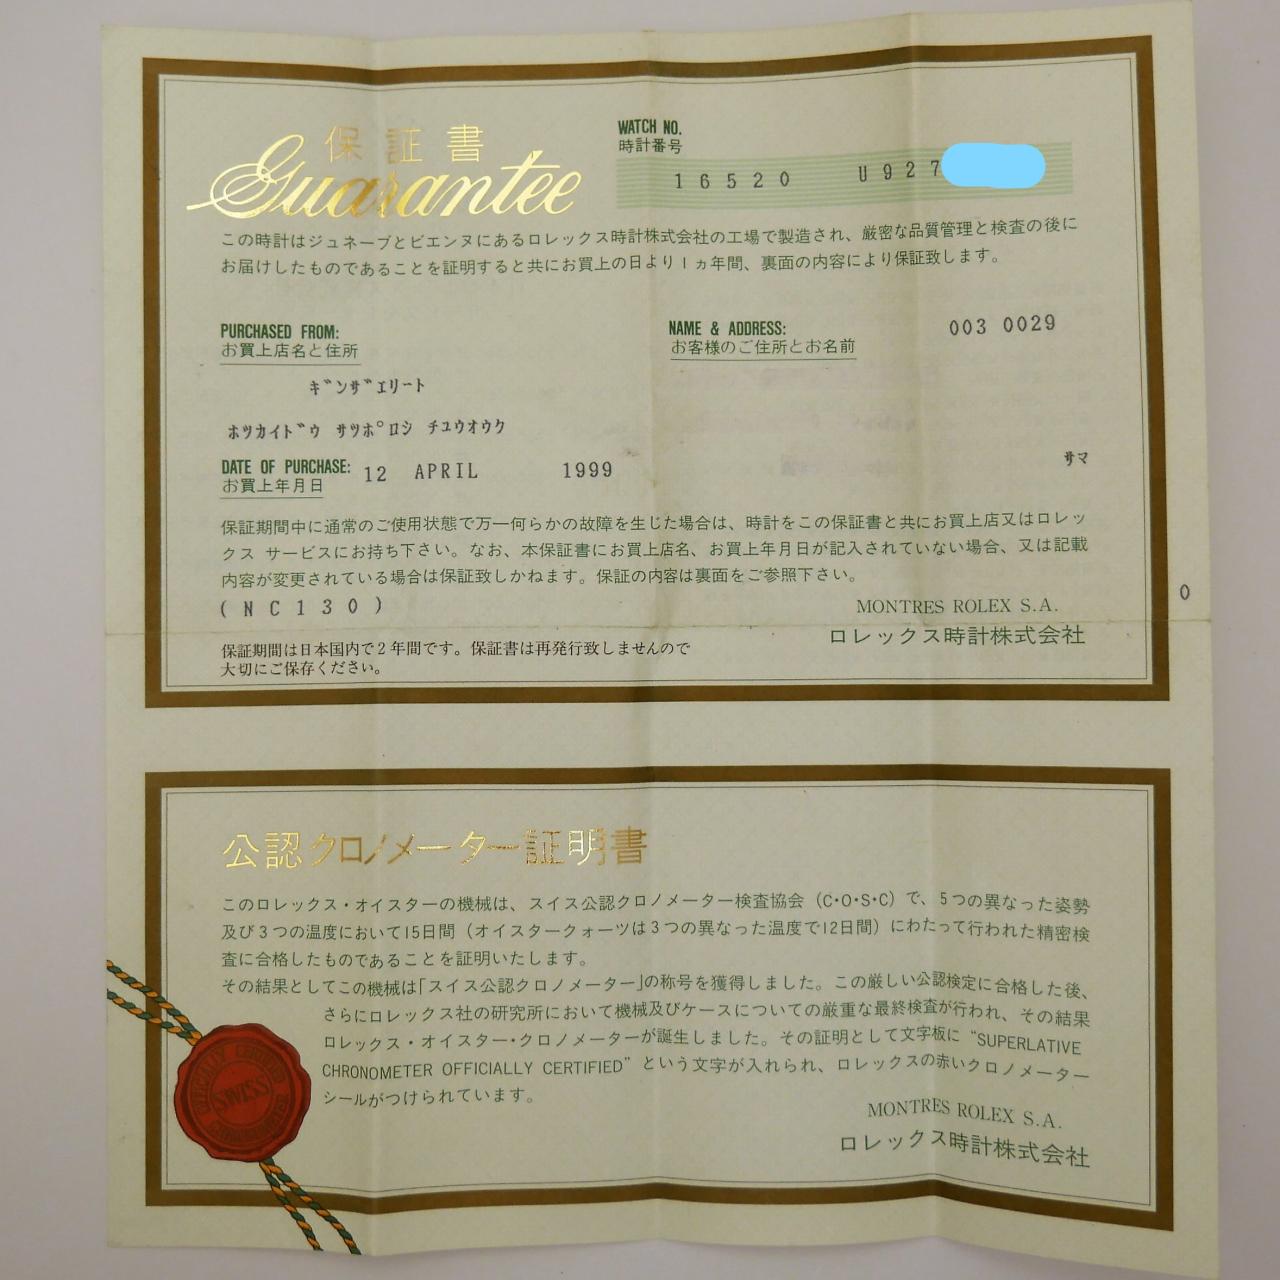 保証書
Guarantee
WATCH NO.
時計番号
16520 U927
この時計はジュネーブとビエンヌにあるロレックス時計株式会社の工場で製造され、厳密な品質管理と検査の後に
お届けしたものであることを証明すると共にお買上の日より1ヵ年間、裏面の内容により保証致します。
PURCHASED FROM:
お買上店名と住所
NAME & ADDRESS:
お客様のご住所とお名前
003 0029
ギンザエリート
ホツカイドウ サツポロシ チユウオウク
サマ
DATE OF PURCHASE:
お買上年月日
12 APRIL 1999
保証期間中に通常のご使用状態で万一何らかの故障を生じた場合は、時計をこの保証書と共にお買上店又はロレッ
クス サービスにお持ち下さい。なお、本保証書にお買上店名、お買上年月日が記入されていない場合、又は記載
内容が変更されている場合は保証致しかねます。保証の内容は裏面をご参照下さい。
(NC130)
0
MONTRES ROLEX S.A.
ロレックス時計株式会社
保証期間は日本国内で2年間です。保証書は再発行致しませんので
大切にご保存ください。
公認クロノメーター証明書
このロレックス・オイスターの機械は、スイス公認クロノメーター検査協会(C・O・S・C)で、5つの異なった姿勢
及び3つの温度において15日間(オイスタークォーツは3つの異なった温度で12日間)にわたって行われた精密検
査に合格したものであることを証明いたします。
その結果としてこの機械は「スイス公認クロノメーター」の称号を獲得しました。この厳しい公認検定に合格した後、
さらにロレックス社の研究所において機械及びケースについての厳重な最終検査が行われ、その結果
ロレックス・オイスター・クロノメーターが誕生しました。その証明として文字板に“SUPERLATIVE
CHRONOMETER OFFICIALLY CERTIFIED”という文字が入れられ、ロレックスの赤いクロノメーター
シールがつけられています。
OFFICIALLY CERTIFIED
SWISS
CHRONOMETER
MONTRES ROLEX S.A.
ロレックス時計株式会社